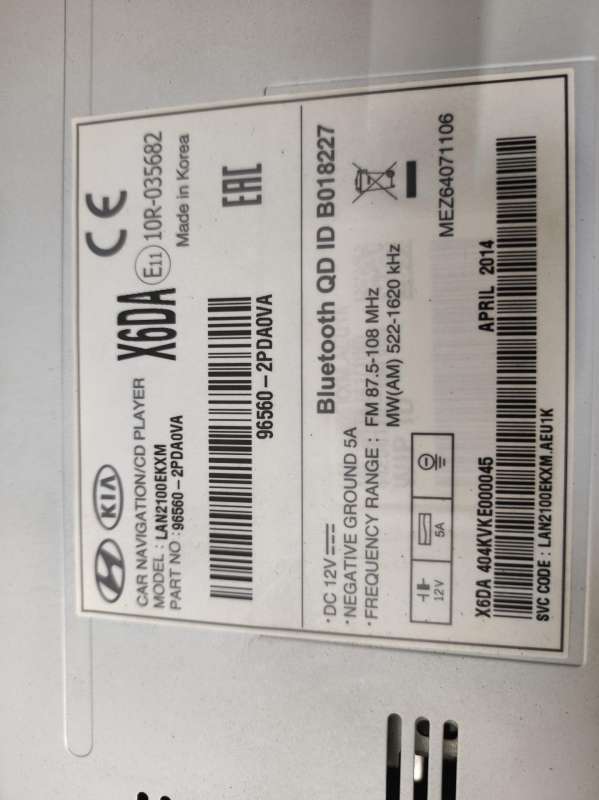 KIA
CAR NAVIGATION/CD PLAYER
MODEL : LAN2100EKXM
PART NO : 96560-2PDA0VA
X6DA
E11 10R-035682
Made in Korea
CE
EAC
96560-2PDA0VA
·DC 12V
·NEGATIVE GROUND 5A
·FREQUENCY RANGE : FM 87.5-108 MHz
MW(AM) 522-1620 kHz
Bluetooth QD ID B018227
12V 5A
MEZ64071106
X6DA 404KVKE000045 APRIL 2014
SVC CODE : LAN2100EKXM.AEU1K